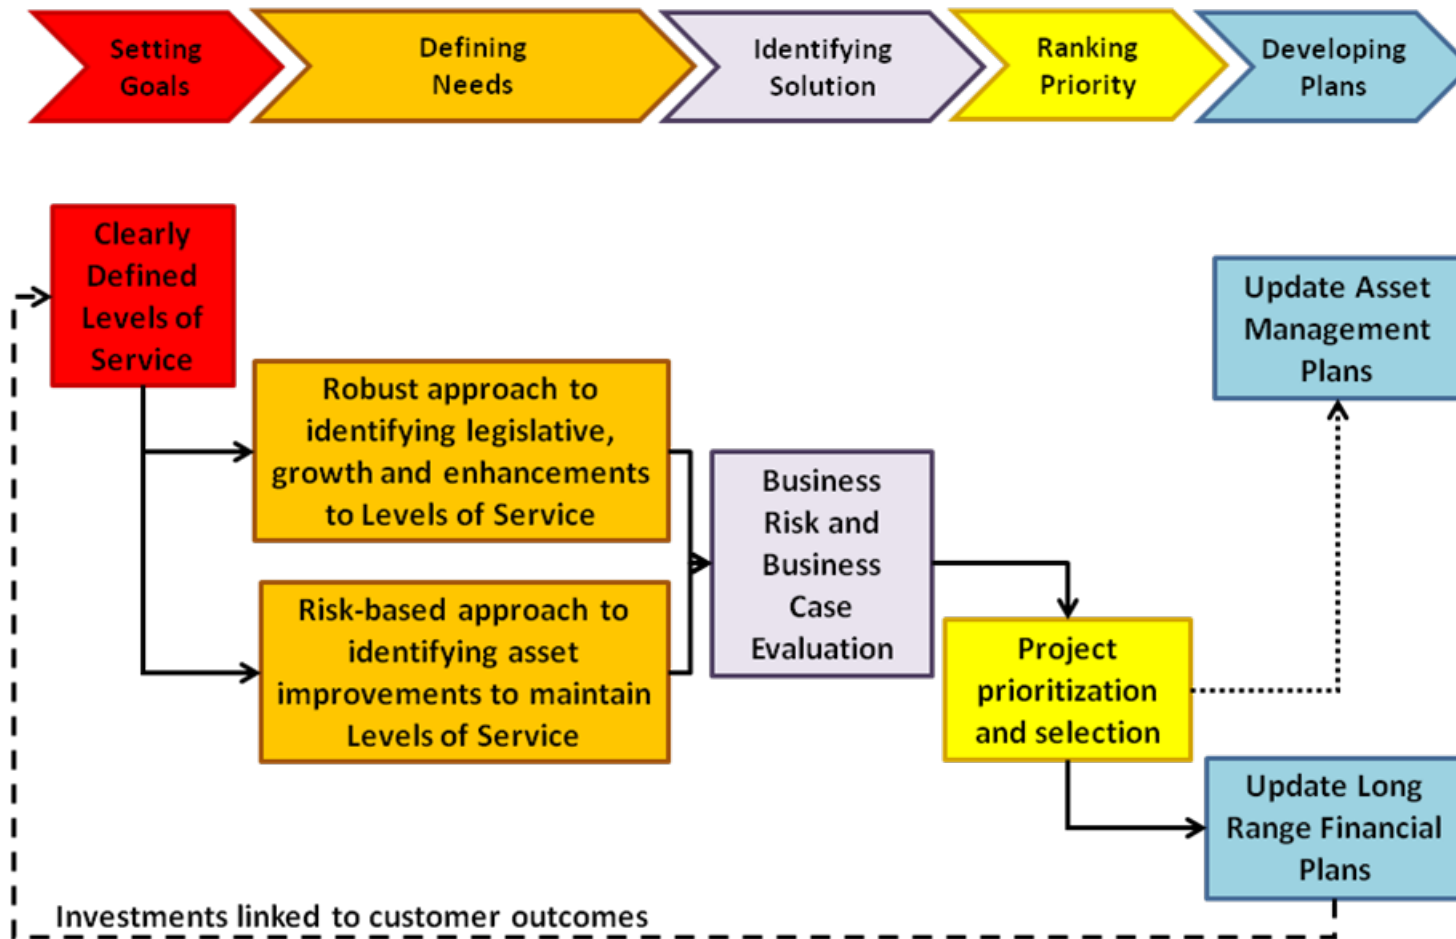 Setting
Goals
Defining
Needs
Identifying
Solution
Ranking
Priority
Developing
Plans
Clearly
Defined
Levels of
Service
Robust approach to
identifying legislative,
growth and enhancements
to Levels of Service
Risk-based approach to
identifying asset
improvements to maintain
Levels of Service
Business
Risk and
Business
Case
Evaluation
Project
prioritization
and selection
Update Asset
Management
Plans
Update Long
Range Financial
Plans
Investments linked to customer outcomes